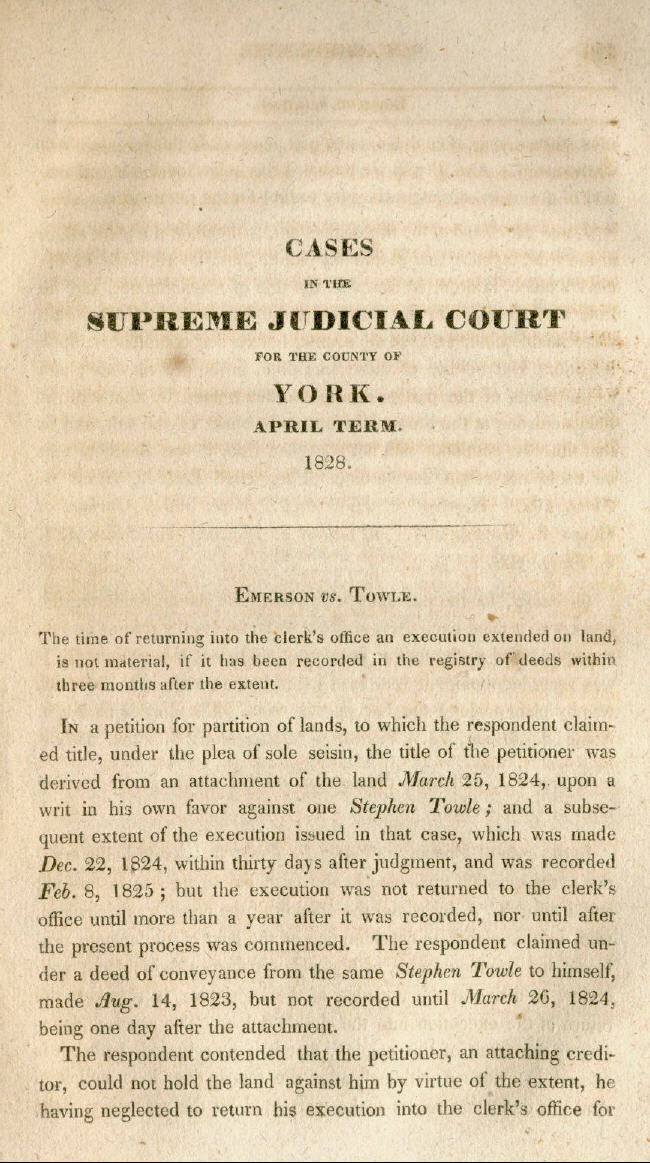 CASES
IN THE
SUPREME JUDICIAL COURT
FOR THE COUNTY OF
YORK.
APRIL TERM.
1828.
EMERSON vs. TOWLE.
The time of returning into the clerk's office an execution extended on land,
is not material, if it has been recorded in the registry of deeds within
three months after the extent.
IN a petition for partition of lands, to which the respondent claim-
ed title, under the plea of sole seisin, the title of the petitioner was
derived from an attachment of the land March 25, 1824, upon a
writ in his own favor against one Stephen Towle; and a subse-
quent extent of the execution issued in that case, which was made
Dec. 22, 1824, within thirty days after judgment, and was recorded
Feb. 8, 1825; but the execution was not returned to the clerk's
office until more than a year after it was recorded, nor until after
the present process was commenced. The respondent claimed un-
der a deed of conveyance from the same Stephen Towle to himself,
made Aug. 14, 1823, but not recorded until March 26, 1824,
being one day after the attachment.
The respondent contended that the petitioner, an attaching credi-
tor, could not hold the land against him by virtue of the extent, he
having neglected to return his execution into the clerk's office for